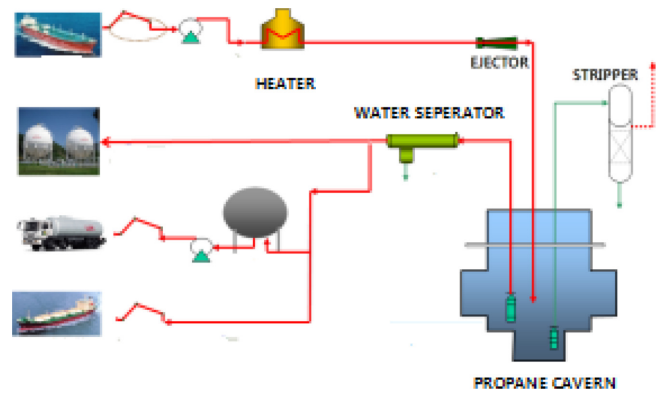 EJECTOR
STRIPPER
HEATER
WATER SEPERATOR
PROPANE CAVERN